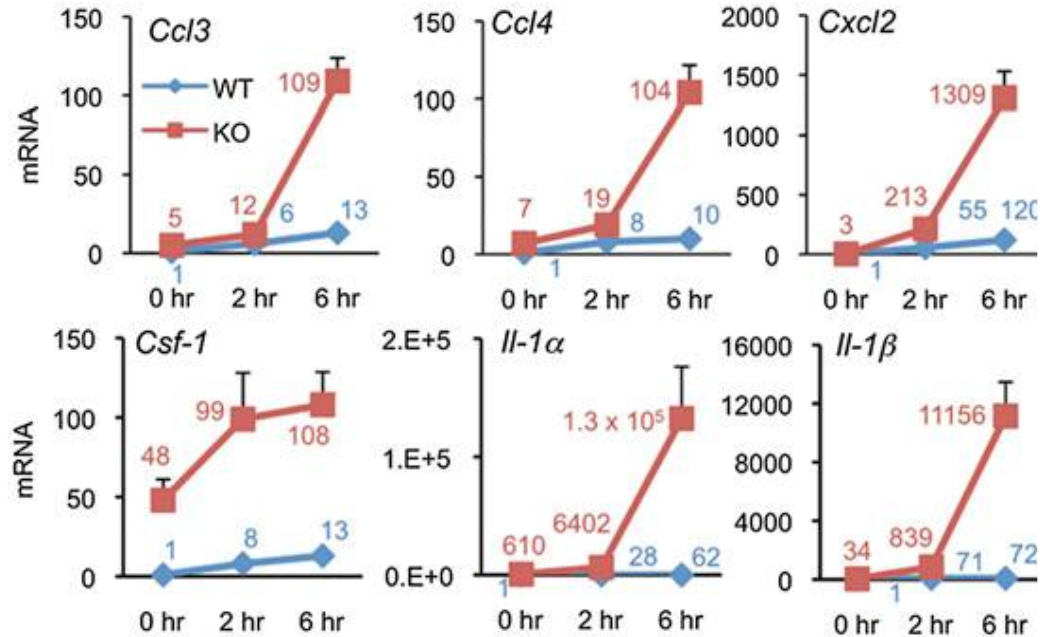 Ccl3
150
100
50
0
mRNA
WT
KO
5
12
109
1
6
13
0 hr 2 hr 6 hr
Ccl4
150
100
50
0
7
19
104
1
8
10
0 hr 2 hr 6 hr
Cxcl2
2000
1500
1000
500
0
3
213
1309
1
55
120
0 hr 2 hr 6 hr
Csf-1
150
100
50
0
mRNA
48
99
108
1
8
13
0 hr 2 hr 6 hr
Il-1α
2.E+5
1.E+5
0.E+0
610
6402
1.3 x 10⁵
1
28
62
0 hr 2 hr 6 hr
Il-1β
16000
12000
8000
4000
0
34
839
11156
1
71
72
0 hr 2 hr 6 hr